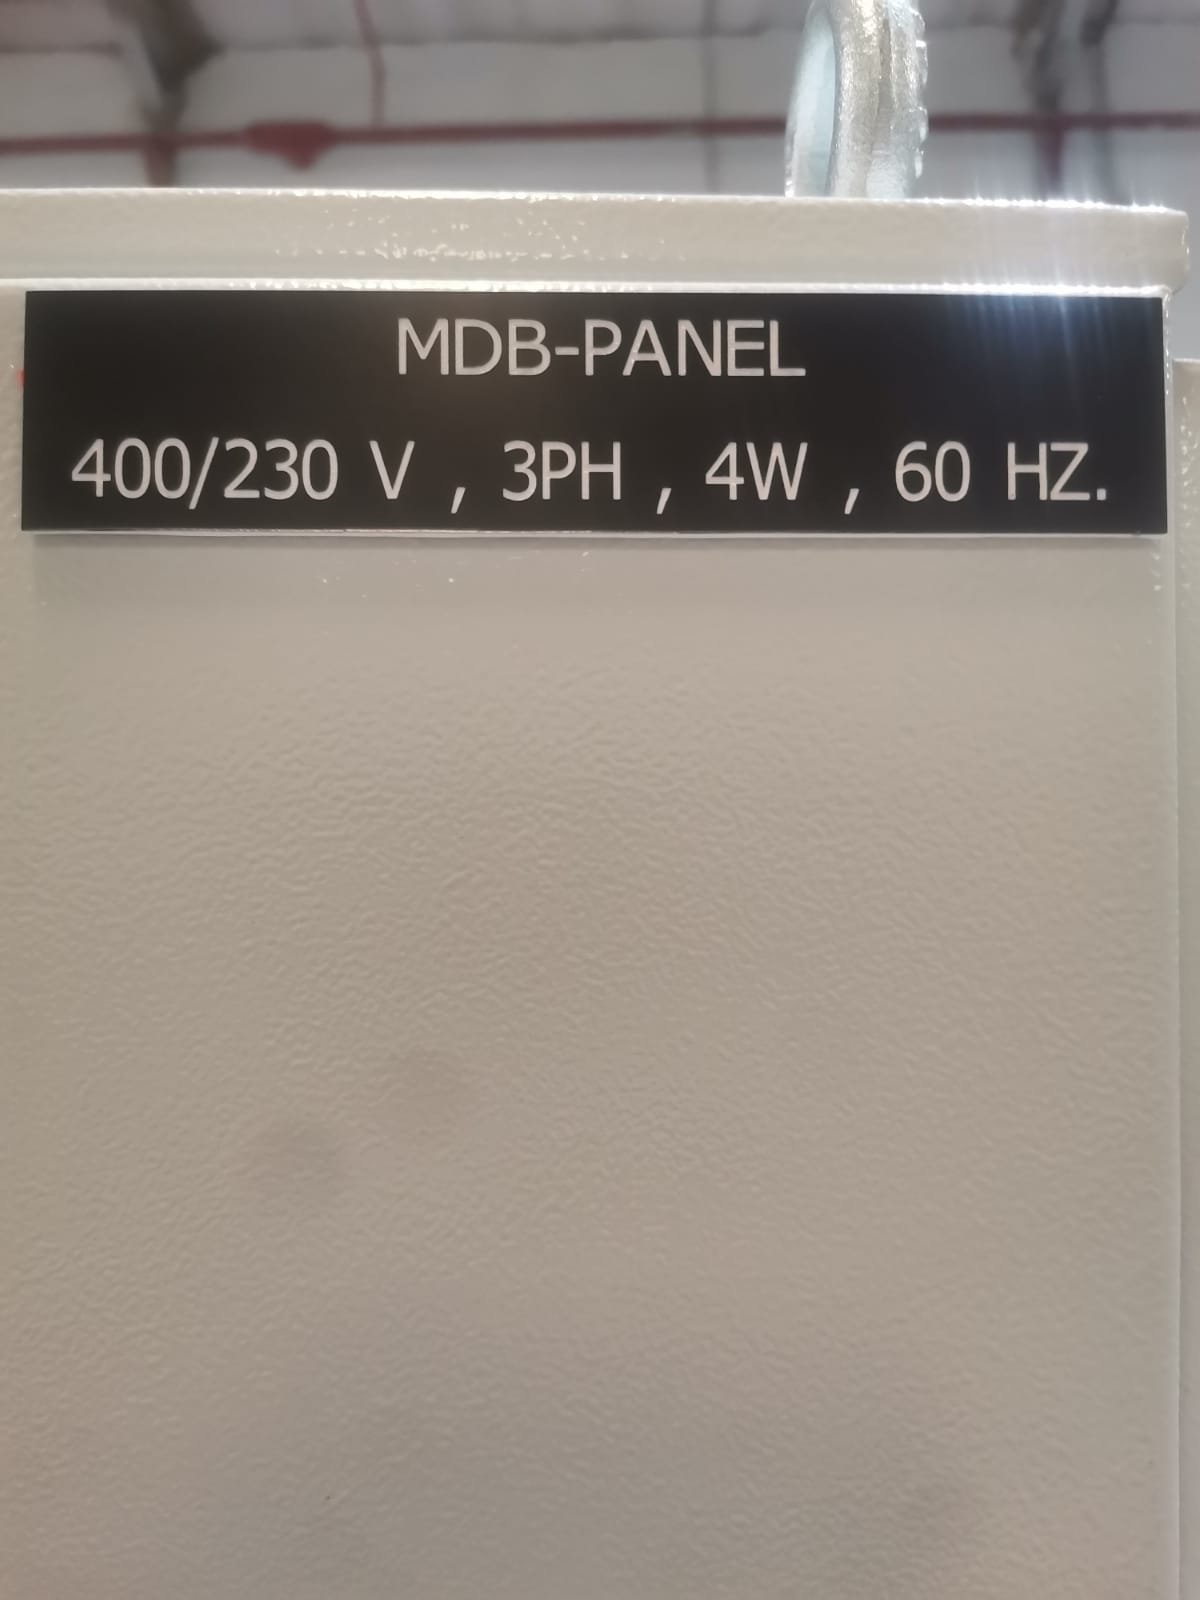 MDB-PANEL
400/230 V , 3PH , 4W , 60 HZ.